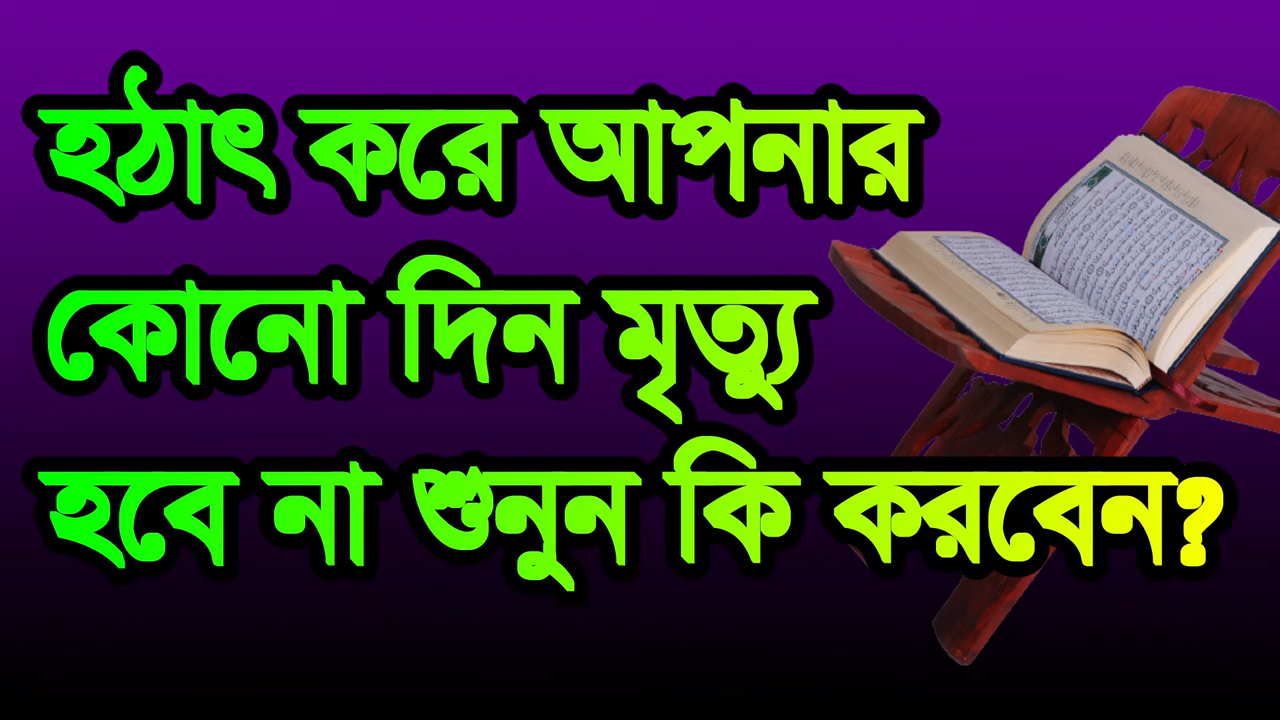 হঠাৎ করে আপনার
কোনো দিন মৃত্যু
হবে না শুনুন কি করবেন?